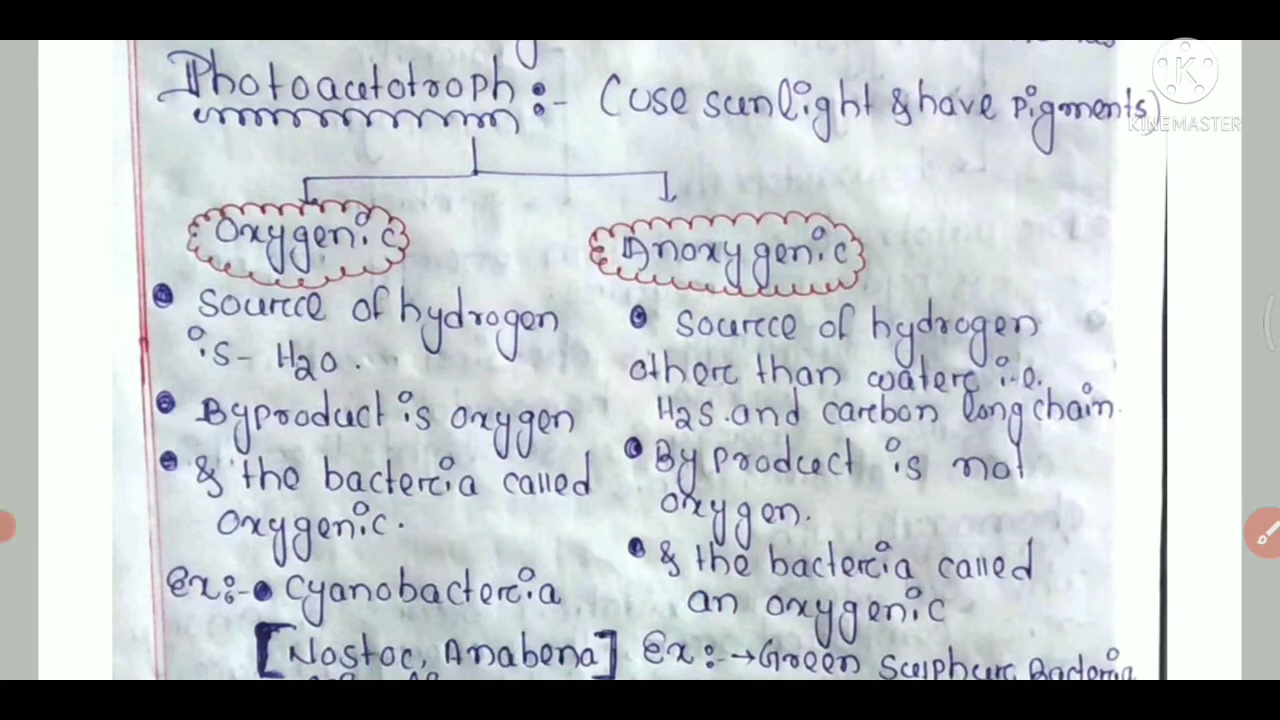 Photoautotroph :- (use sunlight & have pigments)
KINEMASTER
Oxygenic
• source of hydrogen
is - H2O.
• Byproduct is oxygen
• & the bacteria called
oxygenic.
Ex:- • Cyanobacteria
[Nostoc, Anabena]
Anoxygenic
• source of hydrogen
other than water i.e.
H2S. and carbon long chain.
• By product is not
oxygen.
• & the bacteria called
an oxygenic
Ex:- → Green Sulphur Bacteria